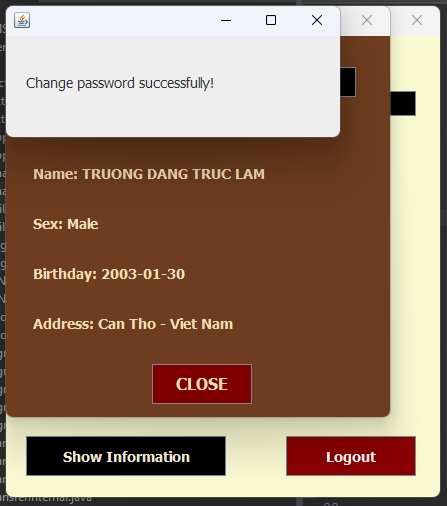 Change password successfully!
Name: TRUONG DANG TRUC LAM
Sex: Male
Birthday: 2003-01-30
Address: Can Tho - Viet Nam
CLOSE
Show Information
Logout